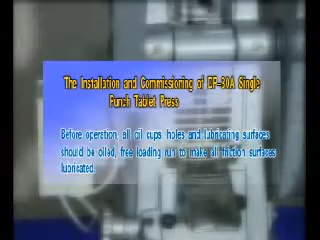 The Installation and Commissioning of DP-30A Single
Punch Tablet Press
Before operation, all oil cups, holes and lubricating surfaces
should be oiled, free loading run to make all friction surfaces
lubricated.